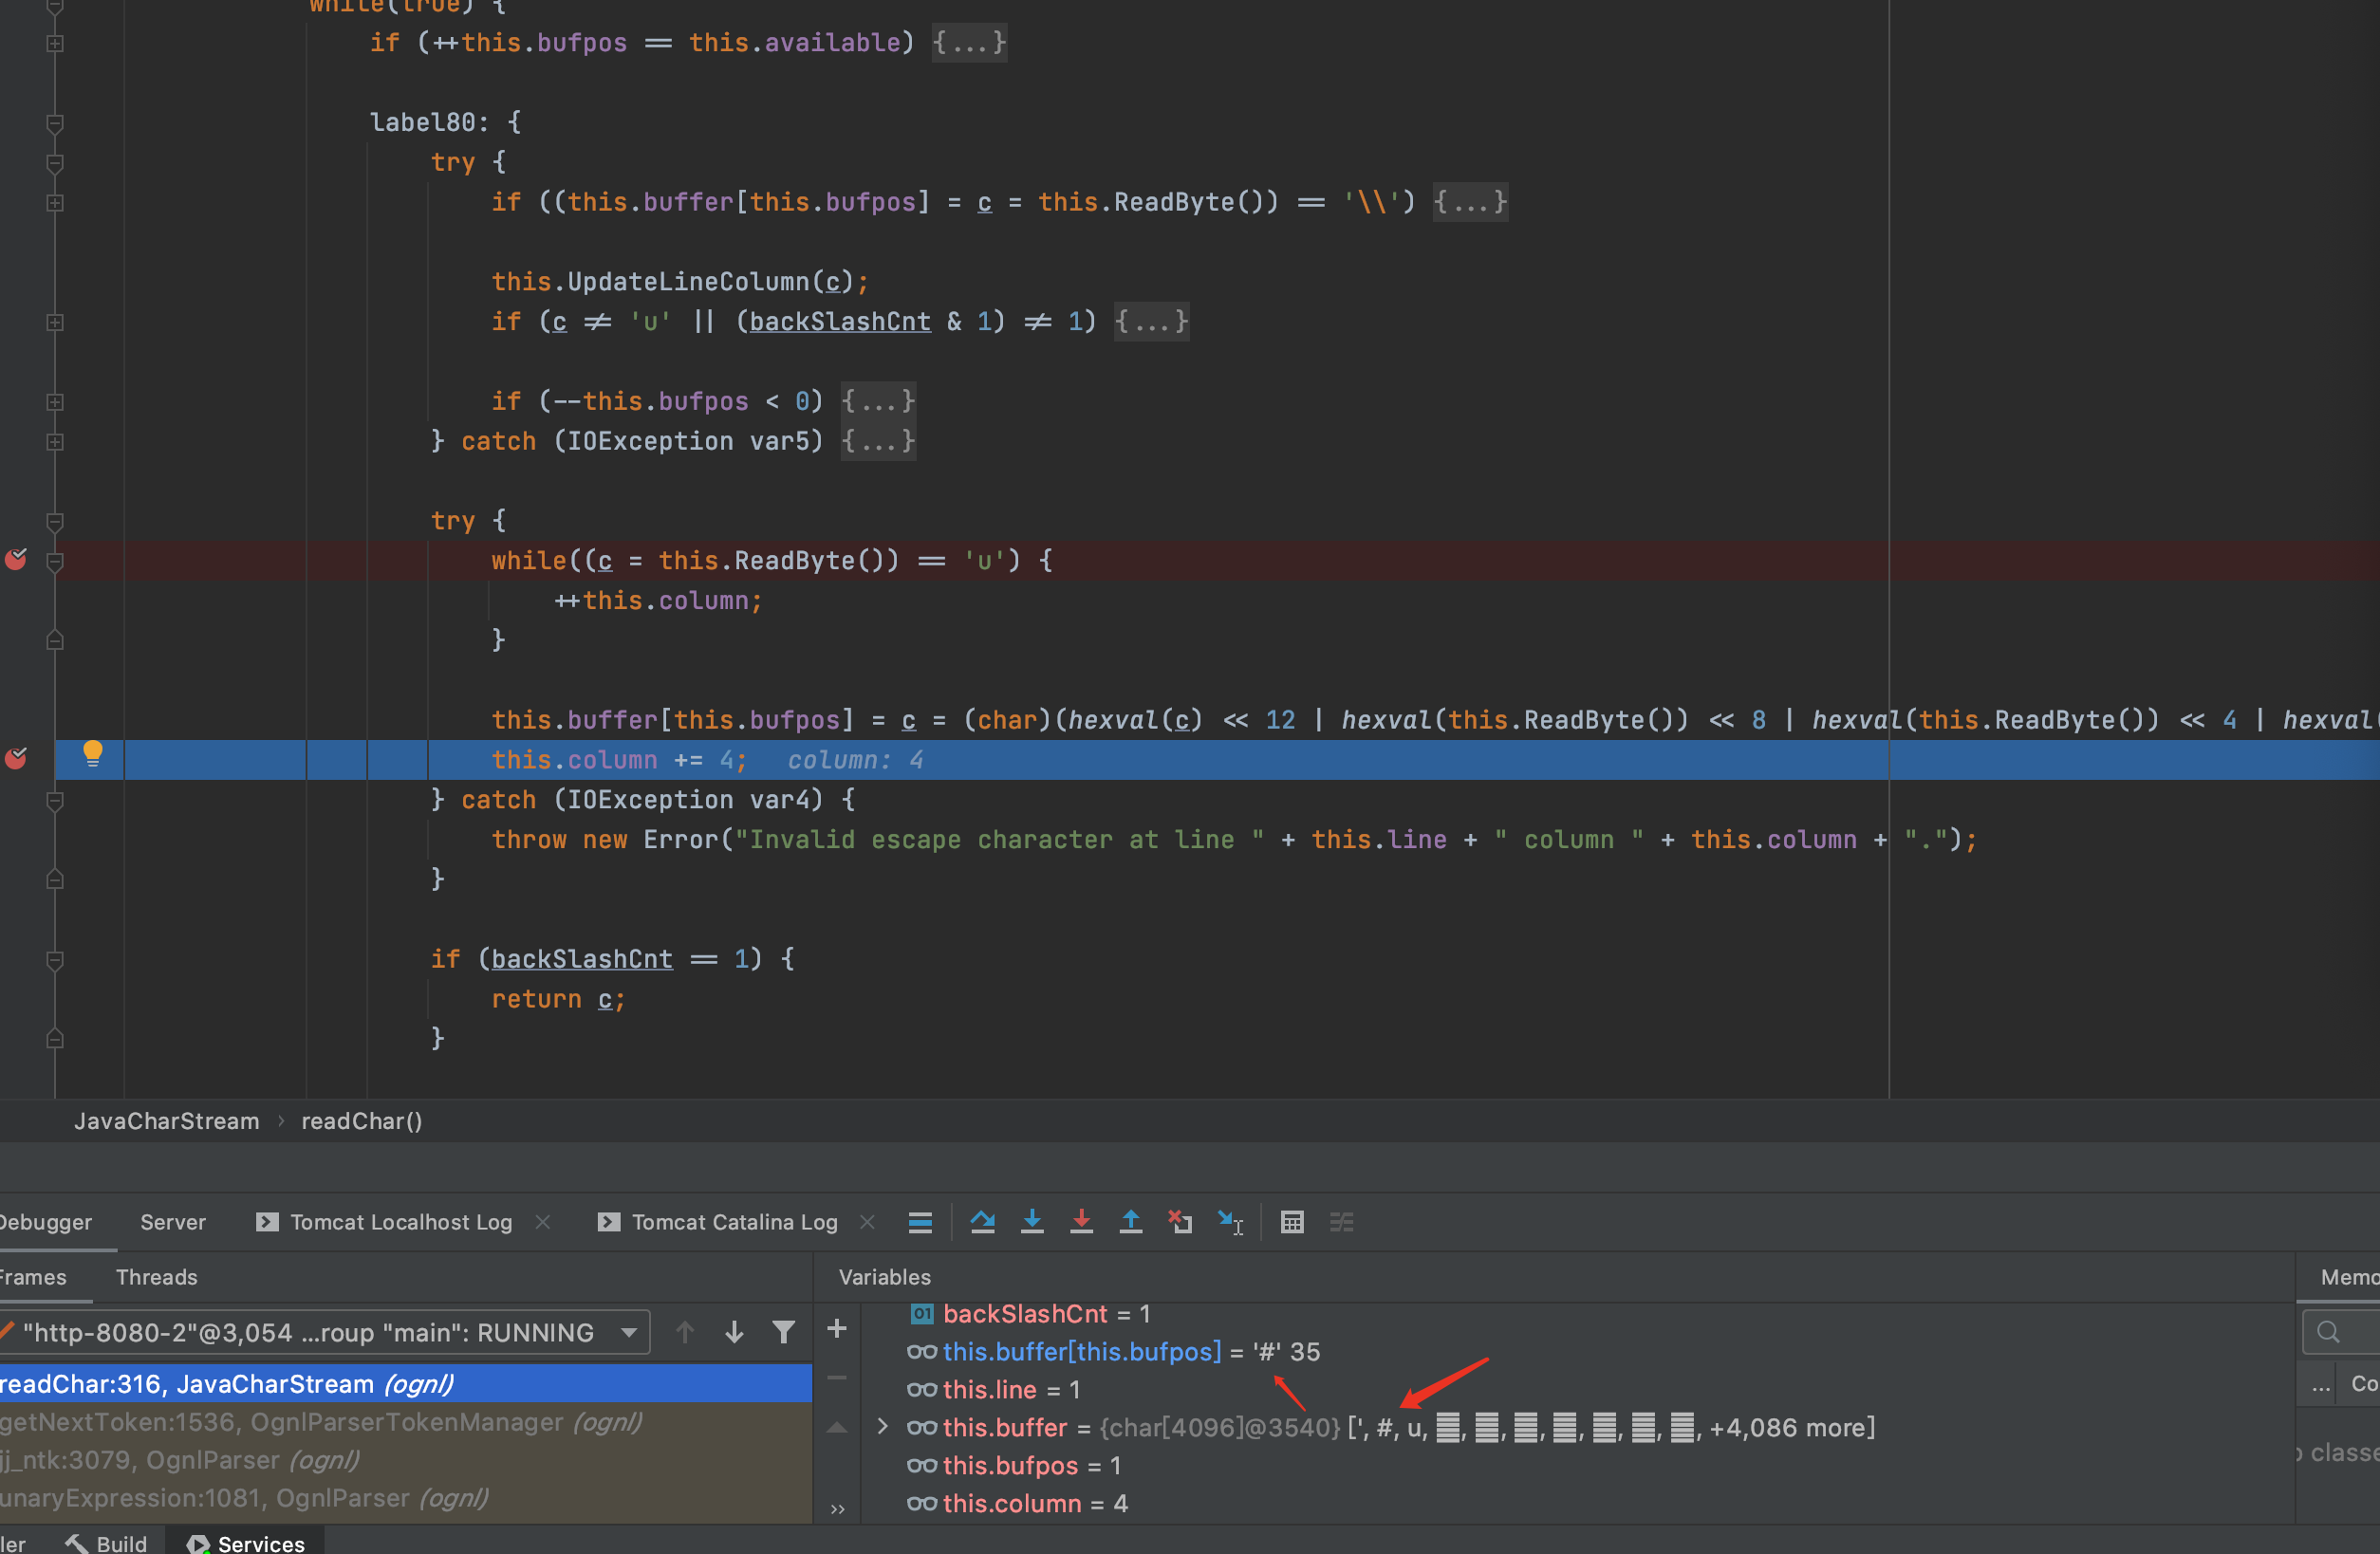 while(true) {
if (++this.bufpos == this.available) {...}
label80: {
try {
if ((this.buffer[this.bufpos] = c = this.ReadByte()) == '\\') {...}
this.UpdateLineColumn(c);
if (c != 'u' || (backSlashCnt & 1) != 1) {...}
if (--this.bufpos < 0) {...}
} catch (IOException var5) {...}
try {
while((c = this.ReadByte()) == 'u') {
++this.column;
}
this.buffer[this.bufpos] = c = (char)(hexval(c) << 12 | hexval(this.ReadByte()) << 8 | hexval(this.ReadByte()) << 4 | hexval(
this.column += 4; column: 4
} catch (IOException var4) {
throw new Error("Invalid escape character at line " + this.line + " column " + this.column + ".");
}
if (backSlashCnt == 1) {
return c;
}
JavaCharStream › readChar()
Debugger Server Tomcat Localhost Log Tomcat Catalina Log
Frames Threads Variables Memo
"http-8080-2"@3,054 ...roup "main": RUNNING
readChar:316, JavaCharStream (ognl)
getNextToken:1536, OgnlParserTokenManager (ognl)
jj_ntk:3079, OgnlParser (ognl)
unaryExpression:1081, OgnlParser (ognl)
backSlashCnt = 1
this.buffer[this.bufpos] = '#' 35
this.line = 1
this.buffer = {char[4096]@3540} [', #, u, , , , , , , , +4,086 more]
this.bufpos = 1
this.column = 4
... Co
classe
ler Build Services